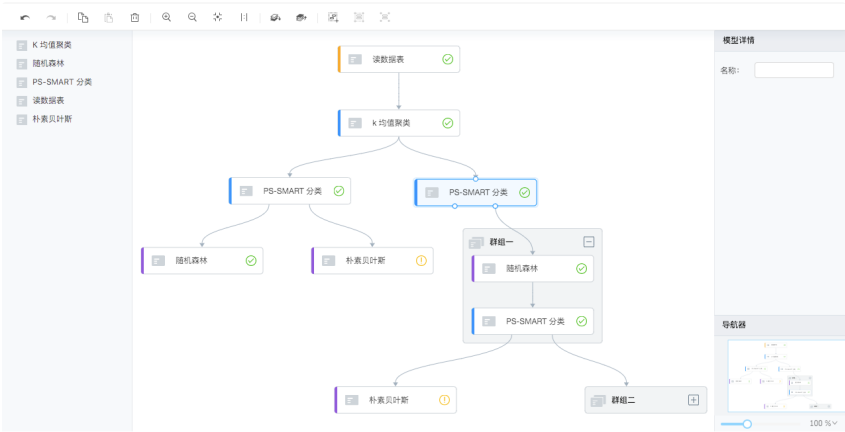 K 均值聚类
随机森林
PS-SMART 分类
读数据表
朴素贝叶斯
读数据表
k 均值聚类
PS-SMART 分类
PS-SMART 分类
随机森林
朴素贝叶斯
群组一
随机森林
PS-SMART 分类
朴素贝叶斯
群组二
模型详情
名称：
导航器
100 %